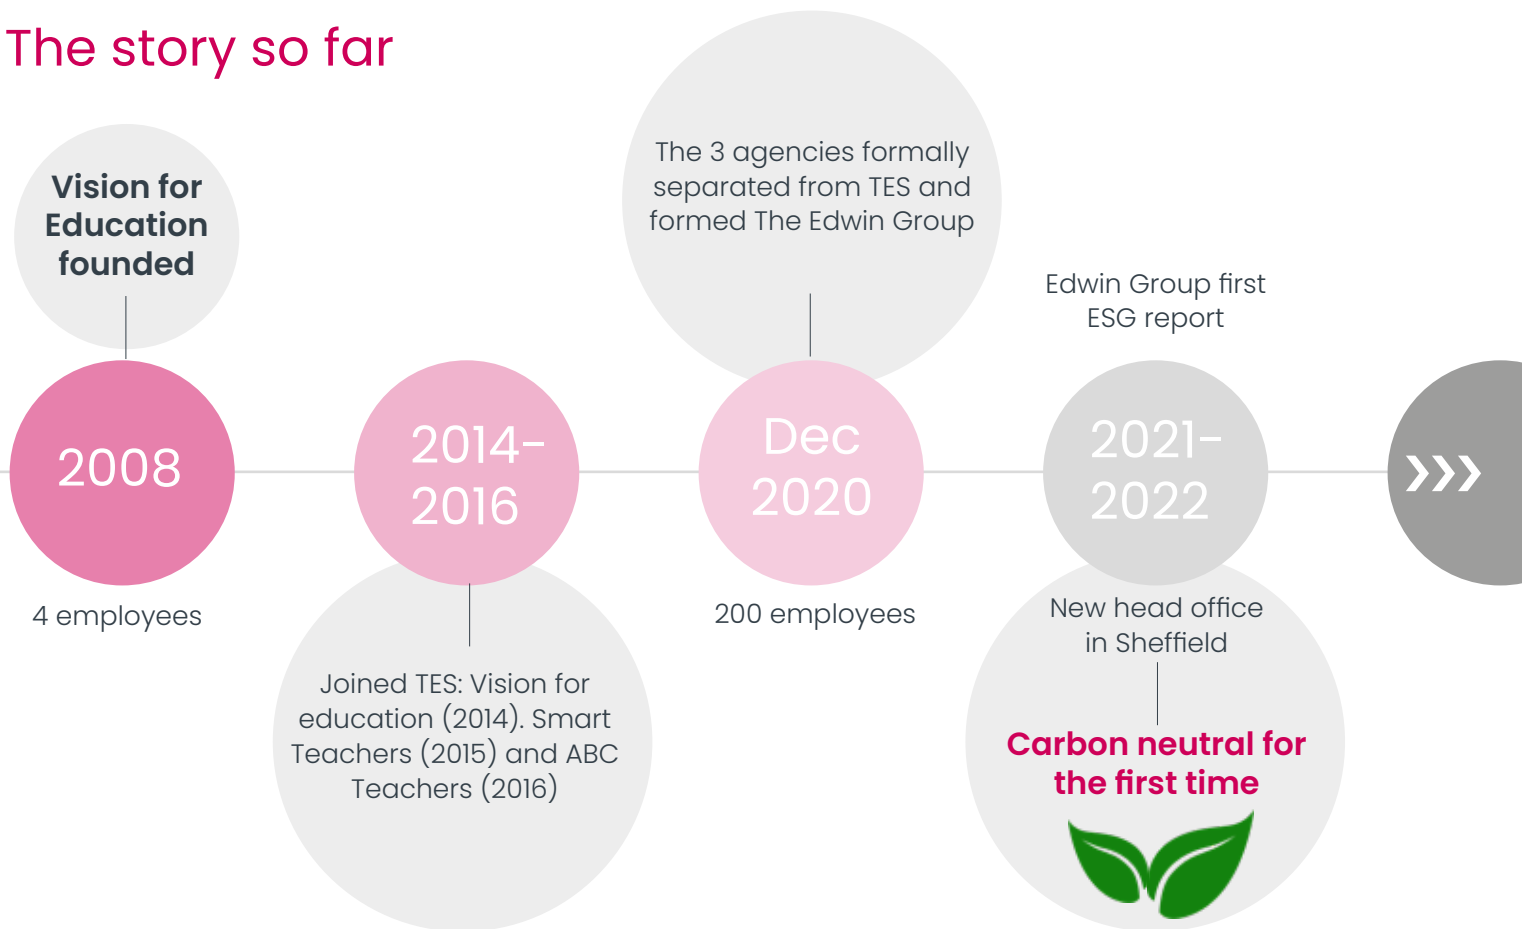 The story so far
Vision for
Education
founded
2008
4 employees
2014-
2016
Joined TES: Vision for
education (2014). Smart
Teachers (2015) and ABC
Teachers (2016)
The 3 agencies formally
separated from TES and
formed The Edwin Group
Dec
2020
200 employees
Edwin Group first
ESG report
2021-
2022
New head office
in Sheffield
Carbon neutral for
the first time